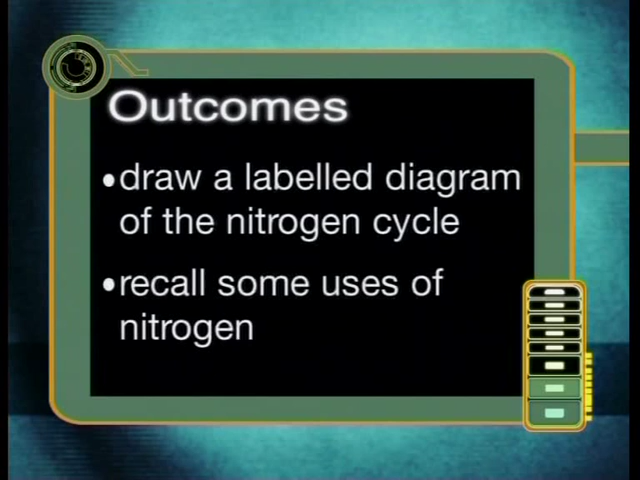 Outcomes
•draw a labelled diagram
of the nitrogen cycle
•recall some uses of
nitrogen